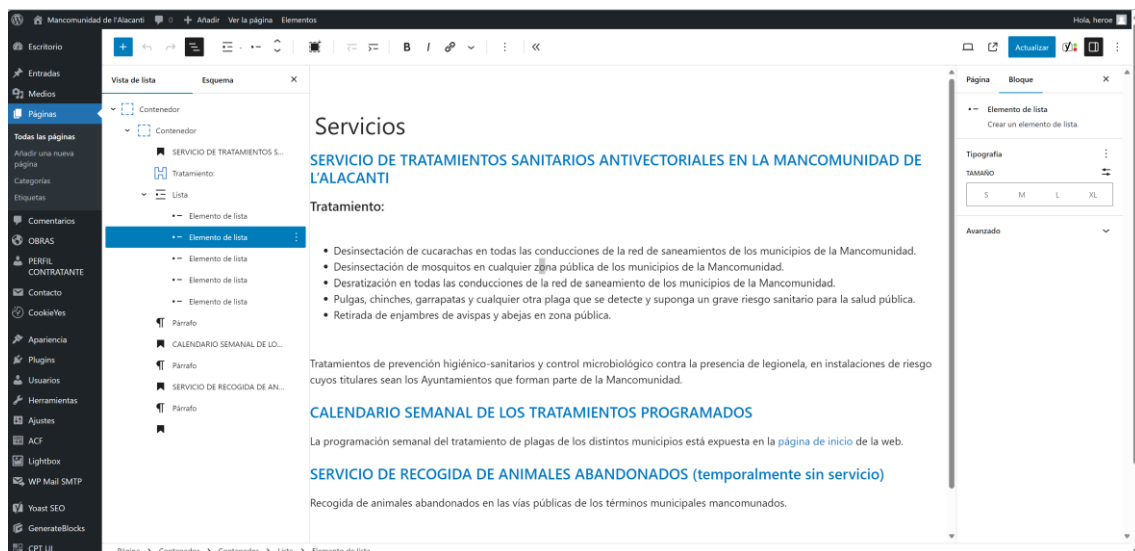 Mancomunidad de l'Alacanti 0 + Añadir Ver la página Elementos Hola, heroe
Escritorio
Entradas
Medios
Páginas
Todas las páginas
Añadir una nueva
página
Categorías
Etiquetas
Comentarios
OBRAS
PERFIL
CONTRATANTE
Contacto
CookieYes
Apariencia
Plugins
Usuarios
Herramientas
Ajustes
ACF
Lightbox
WP Mail SMTP
Yoast SEO
GenerateBlocks
CPT UI
B I Actualizar
Vista de lista Esquema
Contenedor
Contenedor
SERVICIO DE TRATAMIENTOS S...
Tratamiento:
Lista
Elemento de lista
Elemento de lista
Elemento de lista
Elemento de lista
Elemento de lista
Párrafo
CALENDARIO SEMANAL DE LO...
Párrafo
SERVICIO DE RECOGIDA DE AN...
Párrafo
Servicios
SERVICIO DE TRATAMIENTOS SANITARIOS ANTIVECTORIALES EN LA MANCOMUNIDAD DE
L'ALACANTI
Tratamiento:
• Desinsectación de cucarachas en todas las conducciones de la red de saneamientos de los municipios de la Mancomunidad.
• Desinsectación de mosquitos en cualquier zona pública de los municipios de la Mancomunidad.
• Desratización en todas las conducciones de la red de saneamiento de los municipios de la Mancomunidad.
• Pulgas, chinches, garrapatas y cualquier otra plaga que se detecte y suponga un grave riesgo sanitario para la salud pública.
• Retirada de enjambres de avispas y abejas en zona pública.
Tratamientos de prevención higiénico-sanitarios y control microbiológico contra la presencia de legionela, en instalaciones de riesgo
cuyos titulares sean los Ayuntamientos que forman parte de la Mancomunidad.
CALENDARIO SEMANAL DE LOS TRATAMIENTOS PROGRAMADOS
La programación semanal del tratamiento de plagas de los distintos municipios está expuesta en la página de inicio de la web.
SERVICIO DE RECOGIDA DE ANIMALES ABANDONADOS (temporalmente sin servicio)
Recogida de animales abandonados en las vías públicas de los términos municipales mancomunados.
Página Bloque
Elemento de lista
Crear un elemento de lista.
Tipografía
TAMAÑO
S M L XL
Avanzado
Página > Contenedor > Contenedor > Lista > Elemento de lista